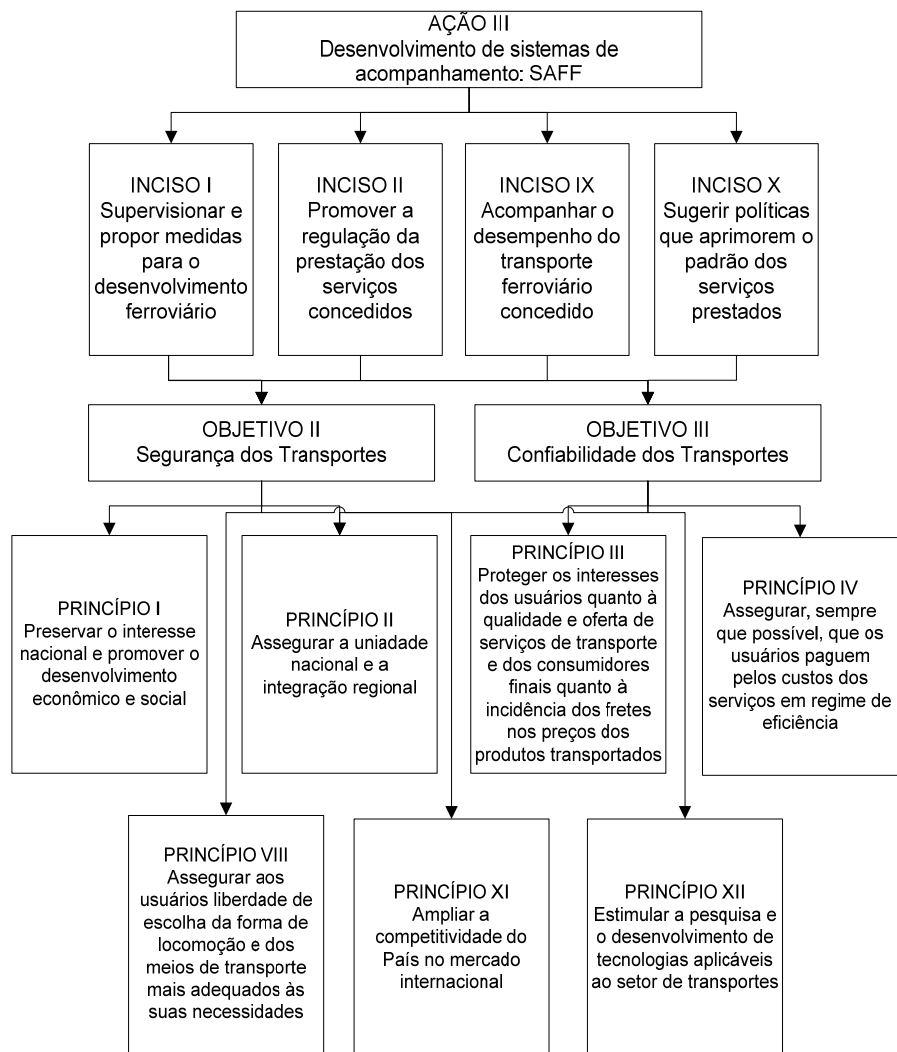 AÇÃO III
Desenvolvimento de sistemas de
acompanhamento: SAFF
INCISO I
Supervisionar e
propor medidas
para o
desenvolvimento
ferroviário
INCISO II
Promover a
regulação da
prestação dos
serviços
concedidos
INCISO IX
Acompanhar o
desempenho do
transporte
ferroviário
concedido
INCISO X
Sugerir políticas
que aprimorem o
padrão dos
serviços
prestados
OBJETIVO II
Segurança dos Transportes
OBJETIVO III
Confiabilidade dos Transportes
PRINCÍPIO I
Preservar o interesse
nacional e promover o
desenvolvimento
econômico e social
PRINCÍPIO II
Assegurar a uniadade
nacional e a
integração regional
PRINCÍPIO III
Proteger os interesses
dos usuários quanto à
qualidade e oferta de
serviços de transporte
e dos consumidores
finais quanto à
incidência dos fretes
nos preços dos
produtos transportados
PRINCÍPIO IV
Assegurar, sempre
que possível, que os
usuários paguem
pelos custos dos
serviços em regime de
eficiência
PRINCÍPIO VIII
Assegurar aos
usuários liberdade de
escolha da forma de
locomoção e dos
meios de transporte
mais adequados às
suas necessidades
PRINCÍPIO XI
Ampliar a
competitividade do
País no mercado
internacional
PRINCÍPIO XII
Estimular a pesquisa e
o desenvolvimento de
tecnologias aplicáveis
ao setor de transportes